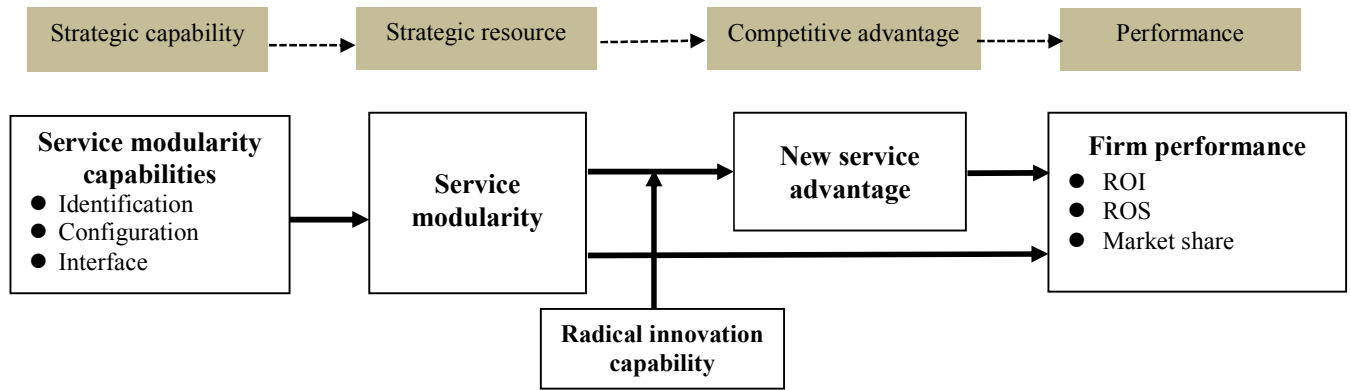 Strategic capability
Strategic resource
Competitive advantage
Performance
Service modularity
capabilities
● Identification
● Configuration
● Interface
Service
modularity
New service
advantage
Firm performance
● ROI
● ROS
● Market share
Radical innovation
capability